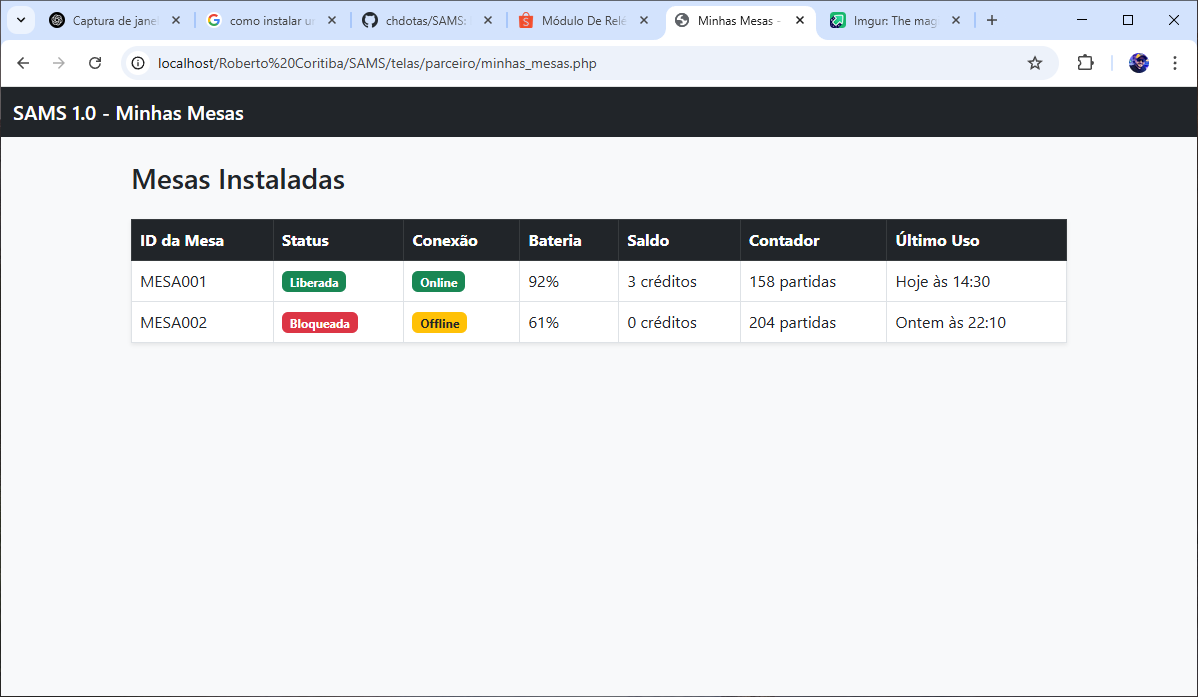 Captura de jane
como instalar ur
chdotas/SAMS:
Módulo De Relé
Minhas Mesas -
Imgur: The mag
localhost/Roberto%20Coritiba/SAMS/telas/parceiro/minhas_mesas.php
SAMS 1.0 - Minhas Mesas
Mesas Instaladas
ID da Mesa Status Conexão Bateria Saldo Contador Último Uso
MESA001 Liberada Online 92% 3 créditos 158 partidas Hoje às 14:30
MESA002 Bloqueada Offline 61% 0 créditos 204 partidas Ontem às 22:10